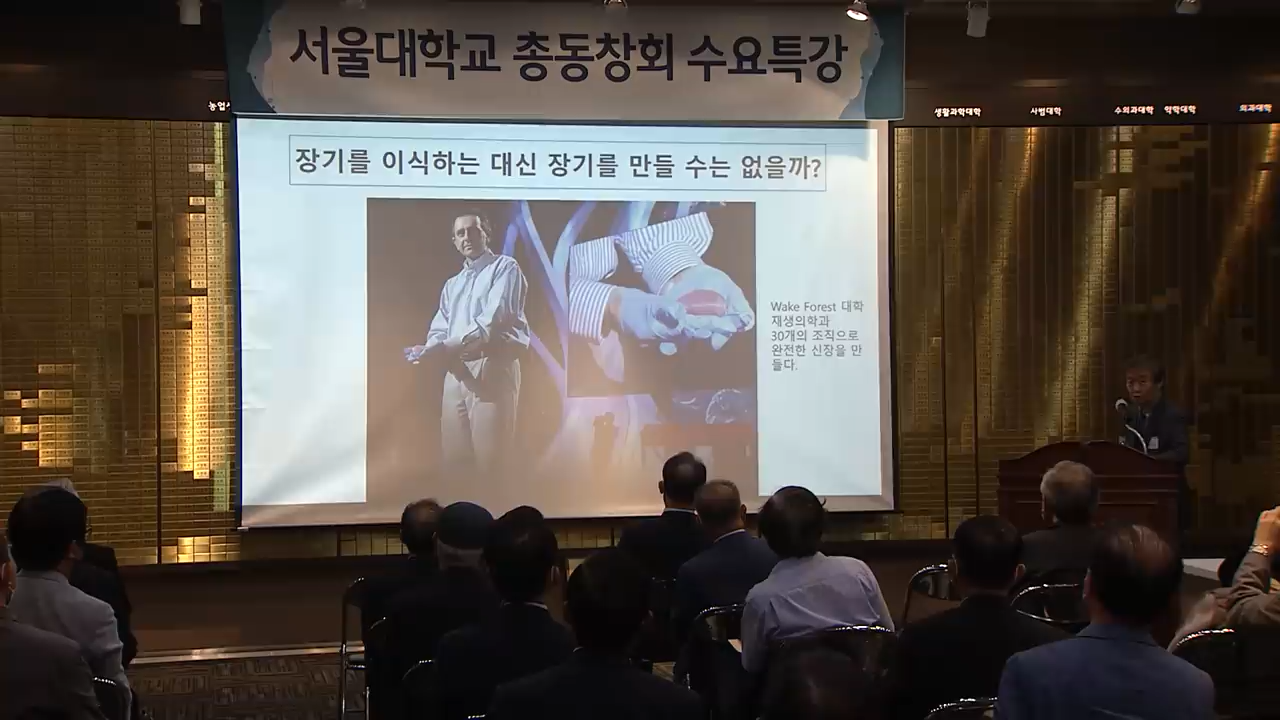 서울대학교 총동창회 수요특강
생활과학대학 사범대학 수의과대학 약학대학 의과대학
장기를 이식하는 대신 장기를 만들 수는 없을까?
Wake Forest 대학
재생의학과
30개의 조직으로
완전한 신장을 만
들다.